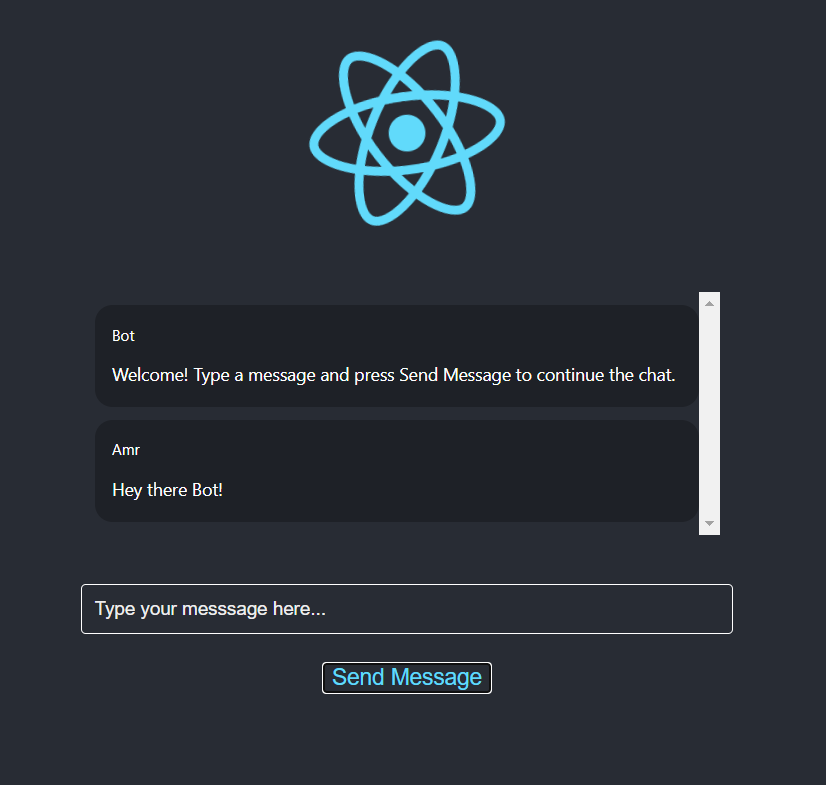 Bot
Welcome! Type a message and press Send Message to continue the chat.
Amr
Hey there Bot!
Type your messsage here...
Send Message